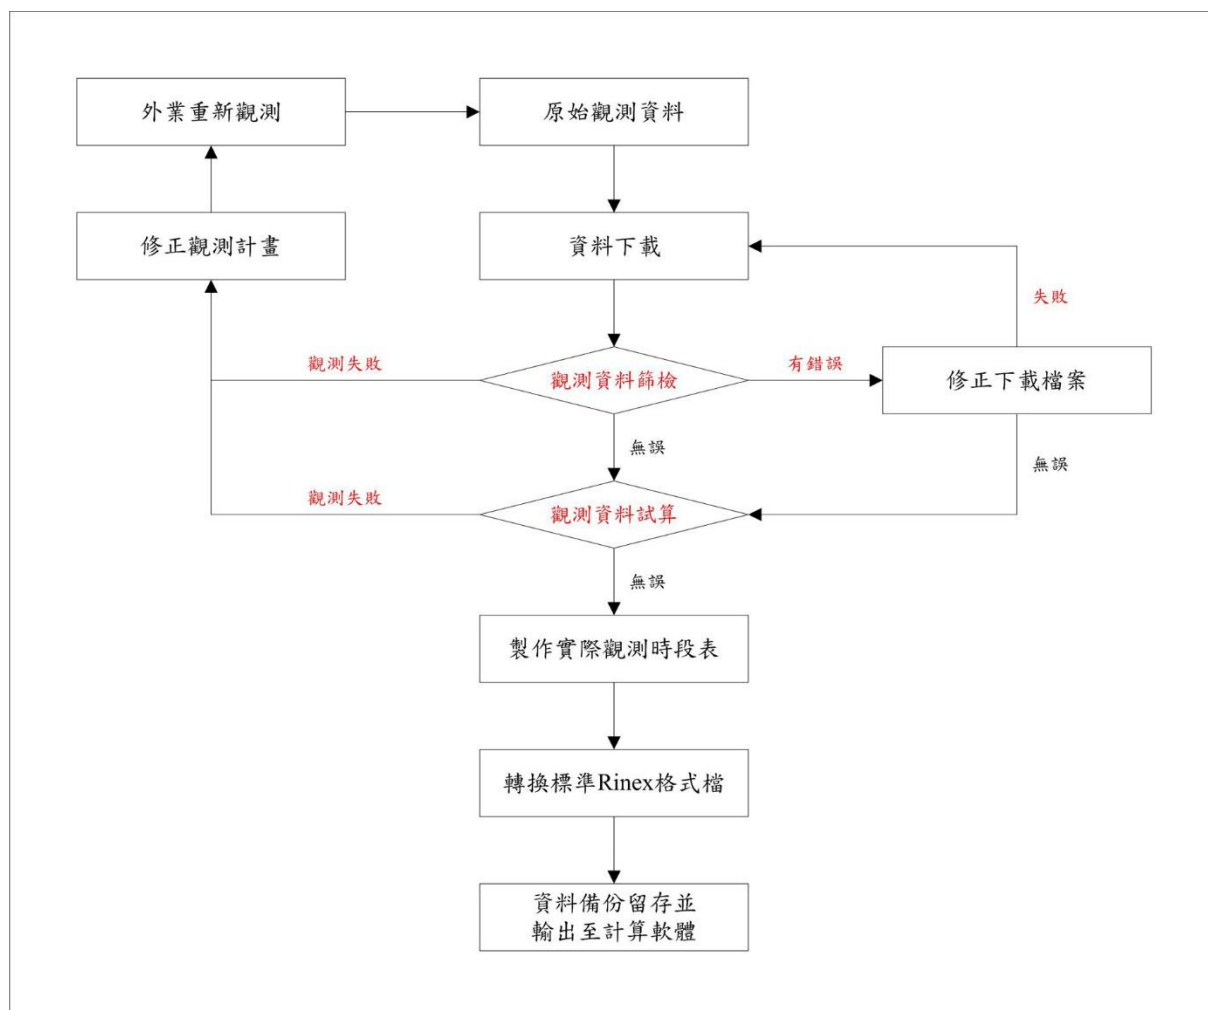 外業重新觀測
原始觀測資料
修正觀測計畫
資料下載
失敗
觀測失敗
觀測資料篩檢
有錯誤
修正下載檔案
無誤
無誤
觀測失敗
觀測資料試算
無誤
製作實際觀測時段表
轉換標準Rinex格式檔
資料備份留存並
輸出至計算軟體